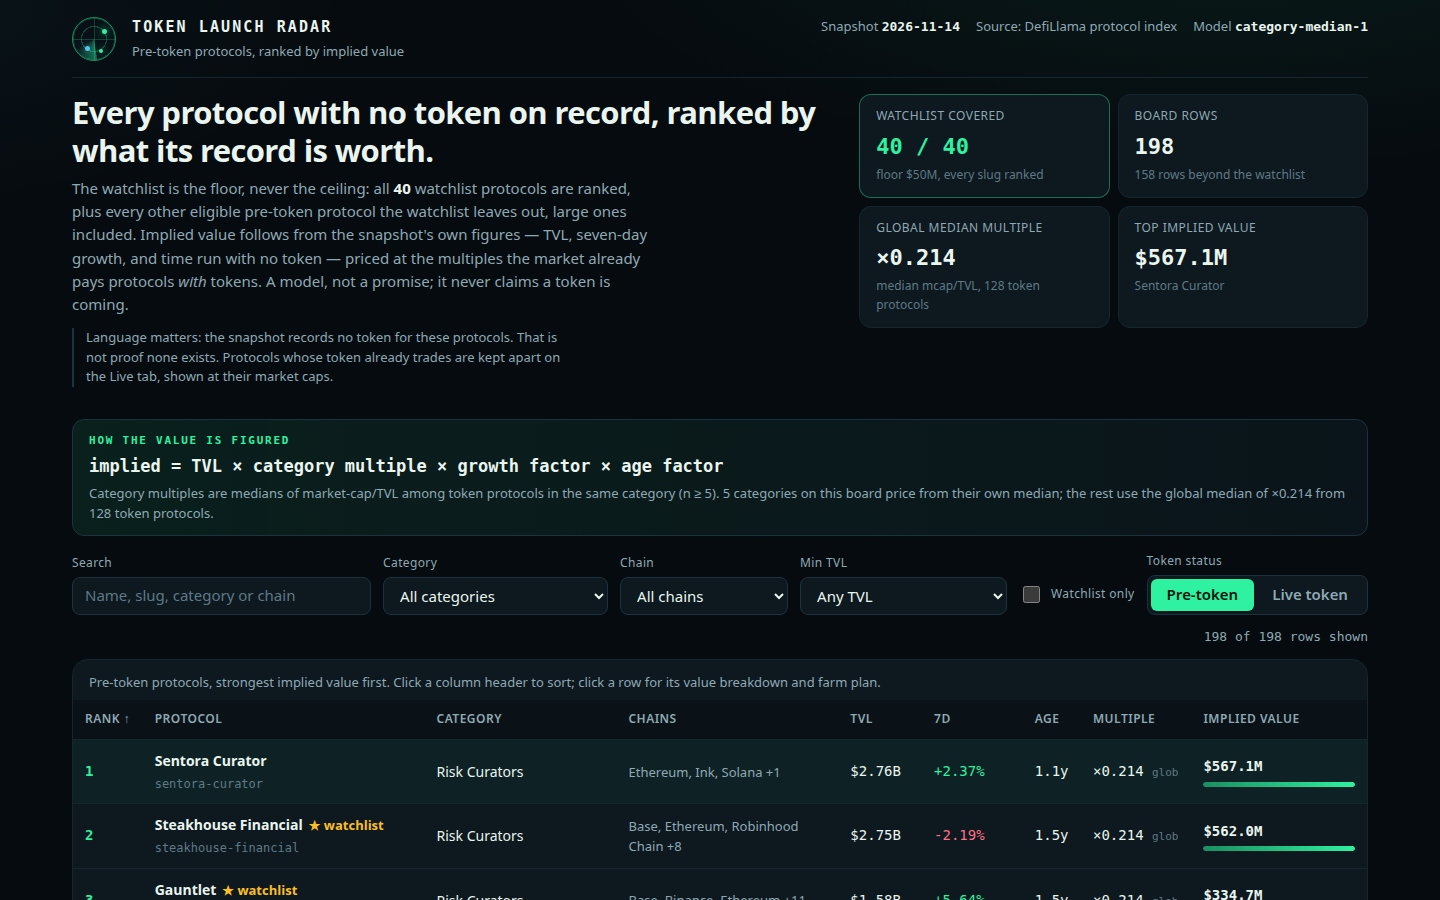 TOKEN LAUNCH RADAR
Pre-token protocols, ranked by implied value
Snapshot 2026-11-14 Source: DefiLlama protocol index Model category-median-1
Every protocol with no token on record, ranked by
what its record is worth.
The watchlist is the floor, never the ceiling: all 40 watchlist protocols are ranked,
plus every other eligible pre-token protocol the watchlist leaves out, large ones
included. Implied value follows from the snapshot's own figures — TVL, seven-day
growth, and time run with no token — priced at the multiples the market already
pays protocols with tokens. A model, not a promise; it never claims a token is
coming.
Language matters: the snapshot records no token for these protocols. That is
not proof none exists. Protocols whose token already trades are kept apart on
the Live tab, shown at their market caps.
WATCHLIST COVERED
40 / 40
floor $50M, every slug ranked
BOARD ROWS
198
158 rows beyond the watchlist
GLOBAL MEDIAN MULTIPLE
×0.214
median mcap/TVL, 128 token
protocols
TOP IMPLIED VALUE
$567.1M
Sentora Curator
HOW THE VALUE IS FIGURED
implied = TVL × category multiple × growth factor × age factor
Category multiples are medians of market-cap/TVL among token protocols in the same category (n ≥ 5). 5 categories on this board price from their own median; the rest use the global median of ×0.214 from
128 token protocols.
Search Category Chain Min TVL Token status
Name, slug, category or chain All categories All chains Any TVL Watchlist only Pre-token Live token
198 of 198 rows shown
Pre-token protocols, strongest implied value first. Click a column header to sort; click a row for its value breakdown and farm plan.
RANK ↑ PROTOCOL CATEGORY CHAINS TVL 7D AGE MULTIPLE IMPLIED VALUE
1 Sentora Curator Risk Curators Ethereum, Ink, Solana +1 $2.76B +2.37% 1.1y ×0.214 glob $567.1M
sentora-curator
2 Steakhouse Financial ★ watchlist Risk Curators Base, Ethereum, Robinhood $2.75B -2.19% 1.5y ×0.214 glob $562.0M
steakhouse-financial Chain +8
3 Gauntlet ★ watchlist Risk Curators Base, Binance, Ethereum +11 $1.58B +5.64% 1.5y ×0.214 glob $334.7M